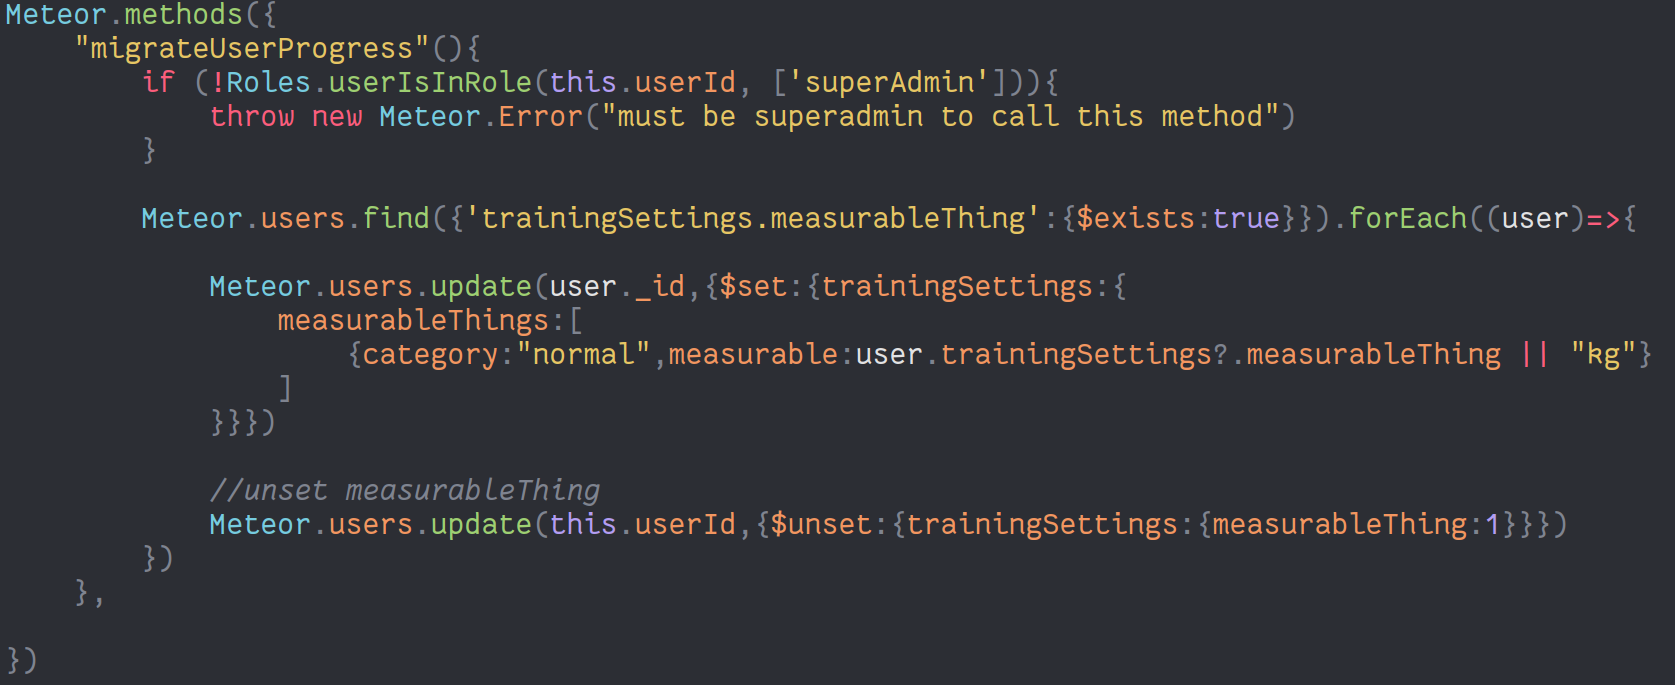 Meteor.methods({
    "migrateUserProgress"(){
        if (!Roles.userIsInRole(this.userId, ['superAdmin'])){
            throw new Meteor.Error("must be superadmin to call this method")
        }
        Meteor.users.find({'trainingSettings.measurableThing':{$exists:true}}).forEach((user)=>{
            Meteor.users.update(user._id,{$set:{trainingSettings:{
                measurableThings:[
                    {category:"normal",measurable:user.trainingSettings?.measurableThing || "kg"}
                ]
            }}})
            //unset measurableThing
            Meteor.users.update(this.userId,{$unset:{trainingSettings:{measurableThing:1}}})
        })
    },
})